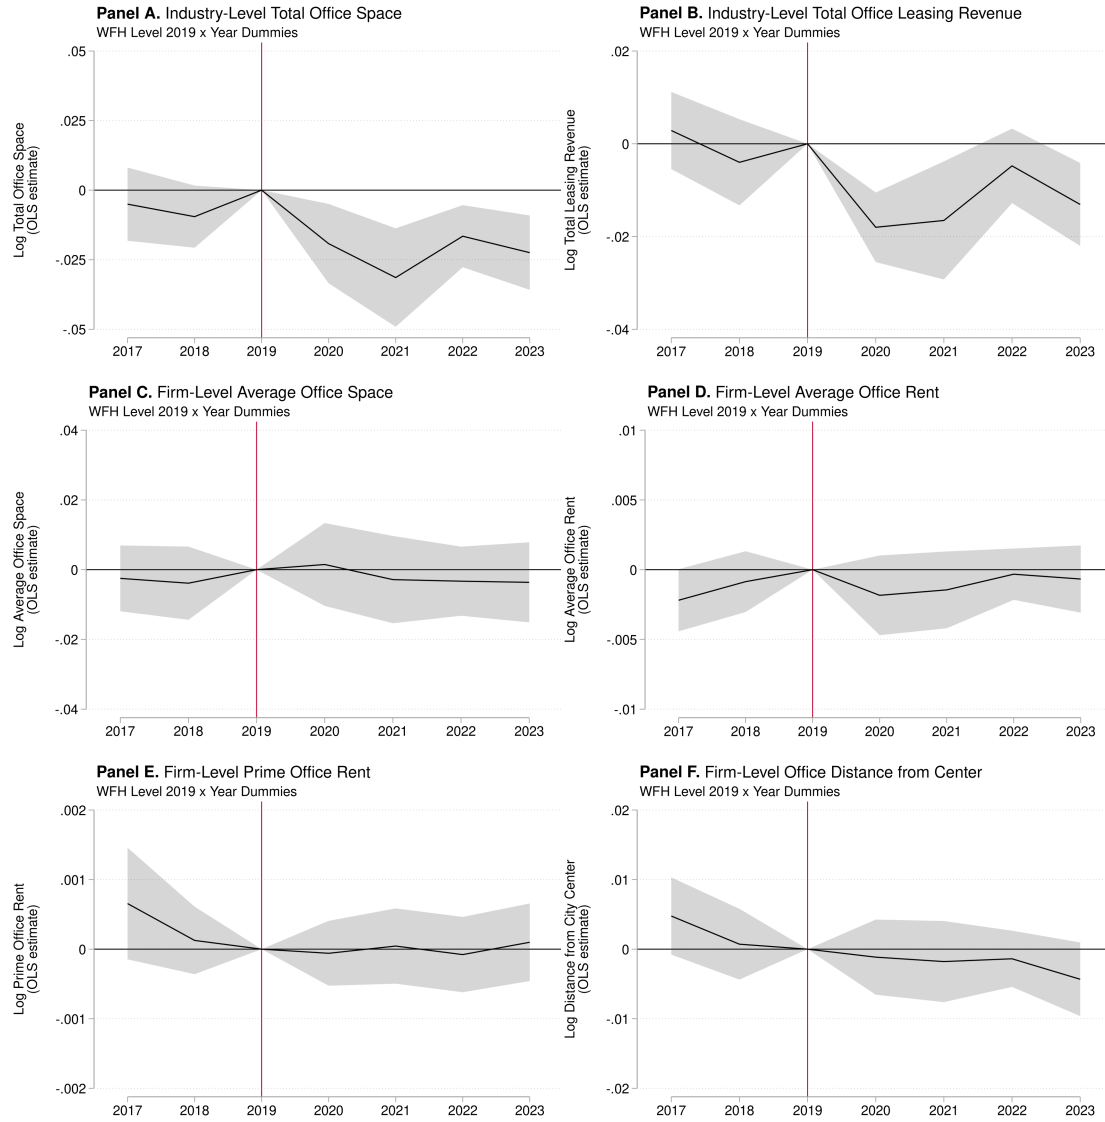 Panel A. Industry-Level Total Office Space
WFH Level 2019 x Year Dummies
Log Total Office Space
(OLS estimate)
.05
.025
0
-.025
-.05
2017 2018 2019 2020 2021 2022 2023
Panel B. Industry-Level Total Office Leasing Revenue
WFH Level 2019 x Year Dummies
Log Total Leasing Revenue
(OLS estimate)
.02
0
-.02
-.04
2017 2018 2019 2020 2021 2022 2023
Panel C. Firm-Level Average Office Space
WFH Level 2019 x Year Dummies
Log Average Office Space
(OLS estimate)
.04
.02
0
-.02
-.04
2017 2018 2019 2020 2021 2022 2023
Panel D. Firm-Level Average Office Rent
WFH Level 2019 x Year Dummies
Log Average Office Rent
(OLS estimate)
.01
.005
0
-.005
-.01
2017 2018 2019 2020 2021 2022 2023
Panel E. Firm-Level Prime Office Rent
WFH Level 2019 x Year Dummies
Log Prime Office Rent
(OLS estimate)
.002
.001
0
-.001
-.002
2017 2018 2019 2020 2021 2022 2023
Panel F. Firm-Level Office Distance from Center
WFH Level 2019 x Year Dummies
Log Distance from City Center
(OLS estimate)
.02
.01
0
-.01
-.02
2017 2018 2019 2020 2021 2022 2023